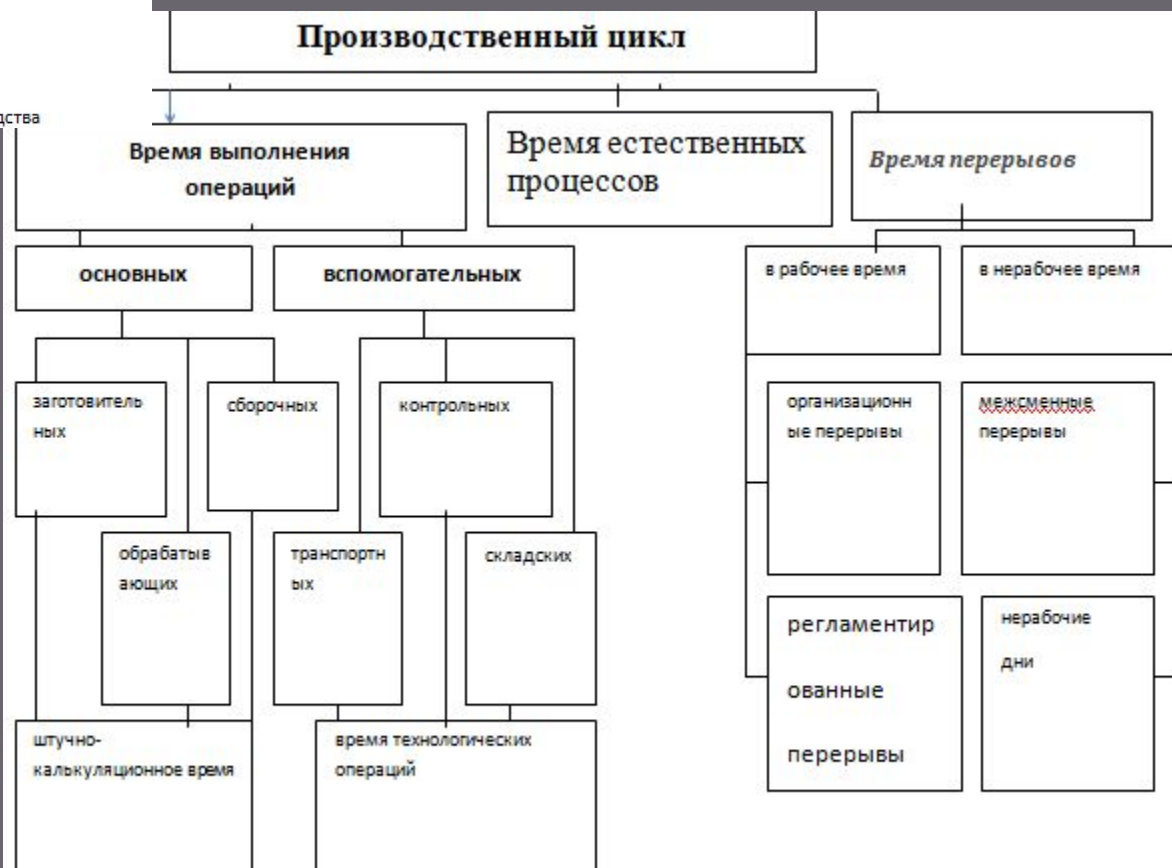 Производственный цикл
дства
Время выполнения
операций
Время естественных
процессов
Время перерывов
основных
вспомогательных
в рабочее время
в нерабочее время
заготовитель
ных
сборочных
контрольных
организационн
ые перерывы
межсменные
перерывы
обрабатыв
ающих
транспортн
ых
складских
регламентир
ованные
перерывы
нерабочие
дни
штучно-
калькуляционное время
время технологических
операций